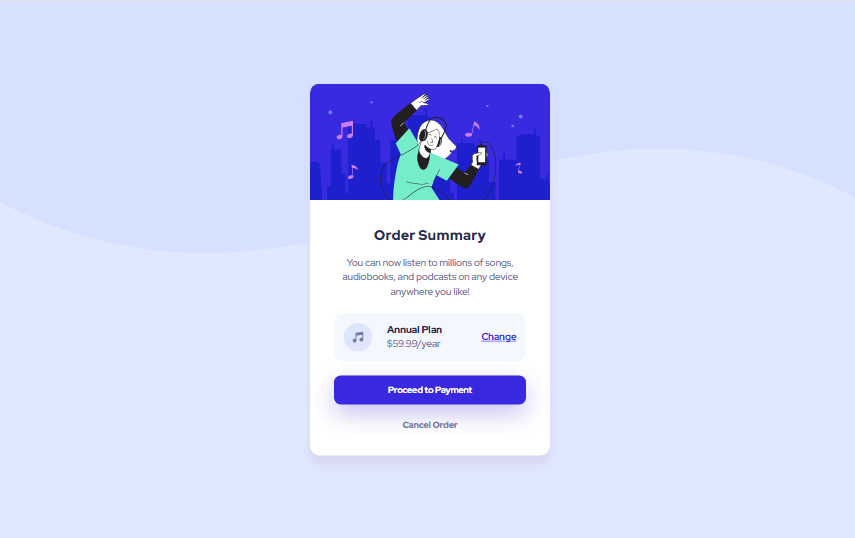 Order Summary
You can now listen to millions of songs,
audiobooks, and podcasts on any device
anywhere you like!
Annual Plan
$59.99/year
Change
Proceed to Payment
Cancel Order